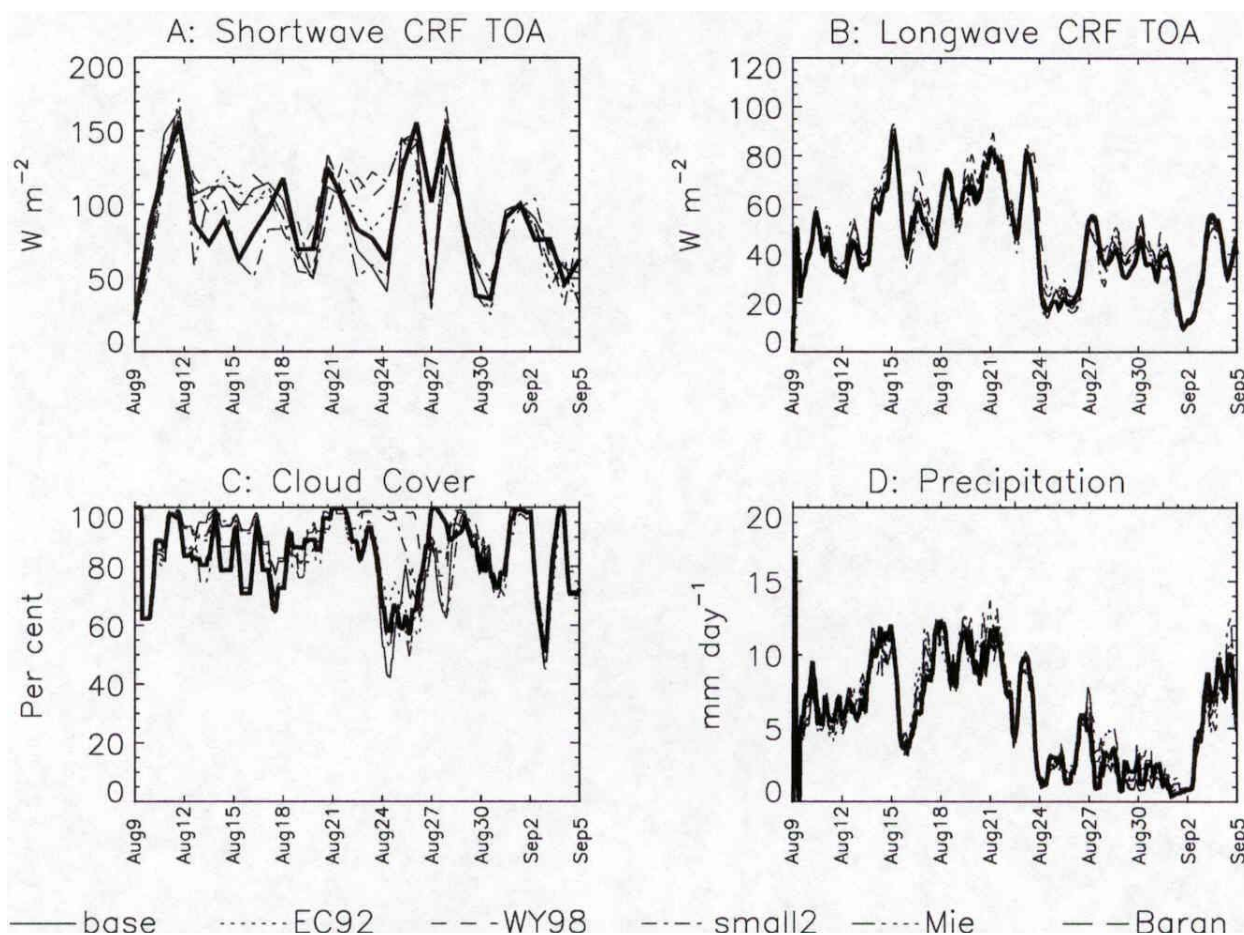 A: Shortwave CRF TOA
200
150
100
50
0
W m⁻²
Aug9 Aug12 Aug15 Aug18 Aug21 Aug24 Aug27 Aug30 Sep2 Sep5
B: Longwave CRF TOA
120
100
80
60
40
20
0
W m⁻²
Aug9 Aug12 Aug15 Aug18 Aug21 Aug24 Aug27 Aug30 Sep2 Sep5
C: Cloud Cover
100
80
60
40
20
0
Per cent
Aug9 Aug12 Aug15 Aug18 Aug21 Aug24 Aug27 Aug30 Sep2 Sep5
D: Precipitation
20
15
10
5
0
mm day⁻¹
Aug9 Aug12 Aug15 Aug18 Aug21 Aug24 Aug27 Aug30 Sep2 Sep5
base EC92 WY98 small2 Mie Baran